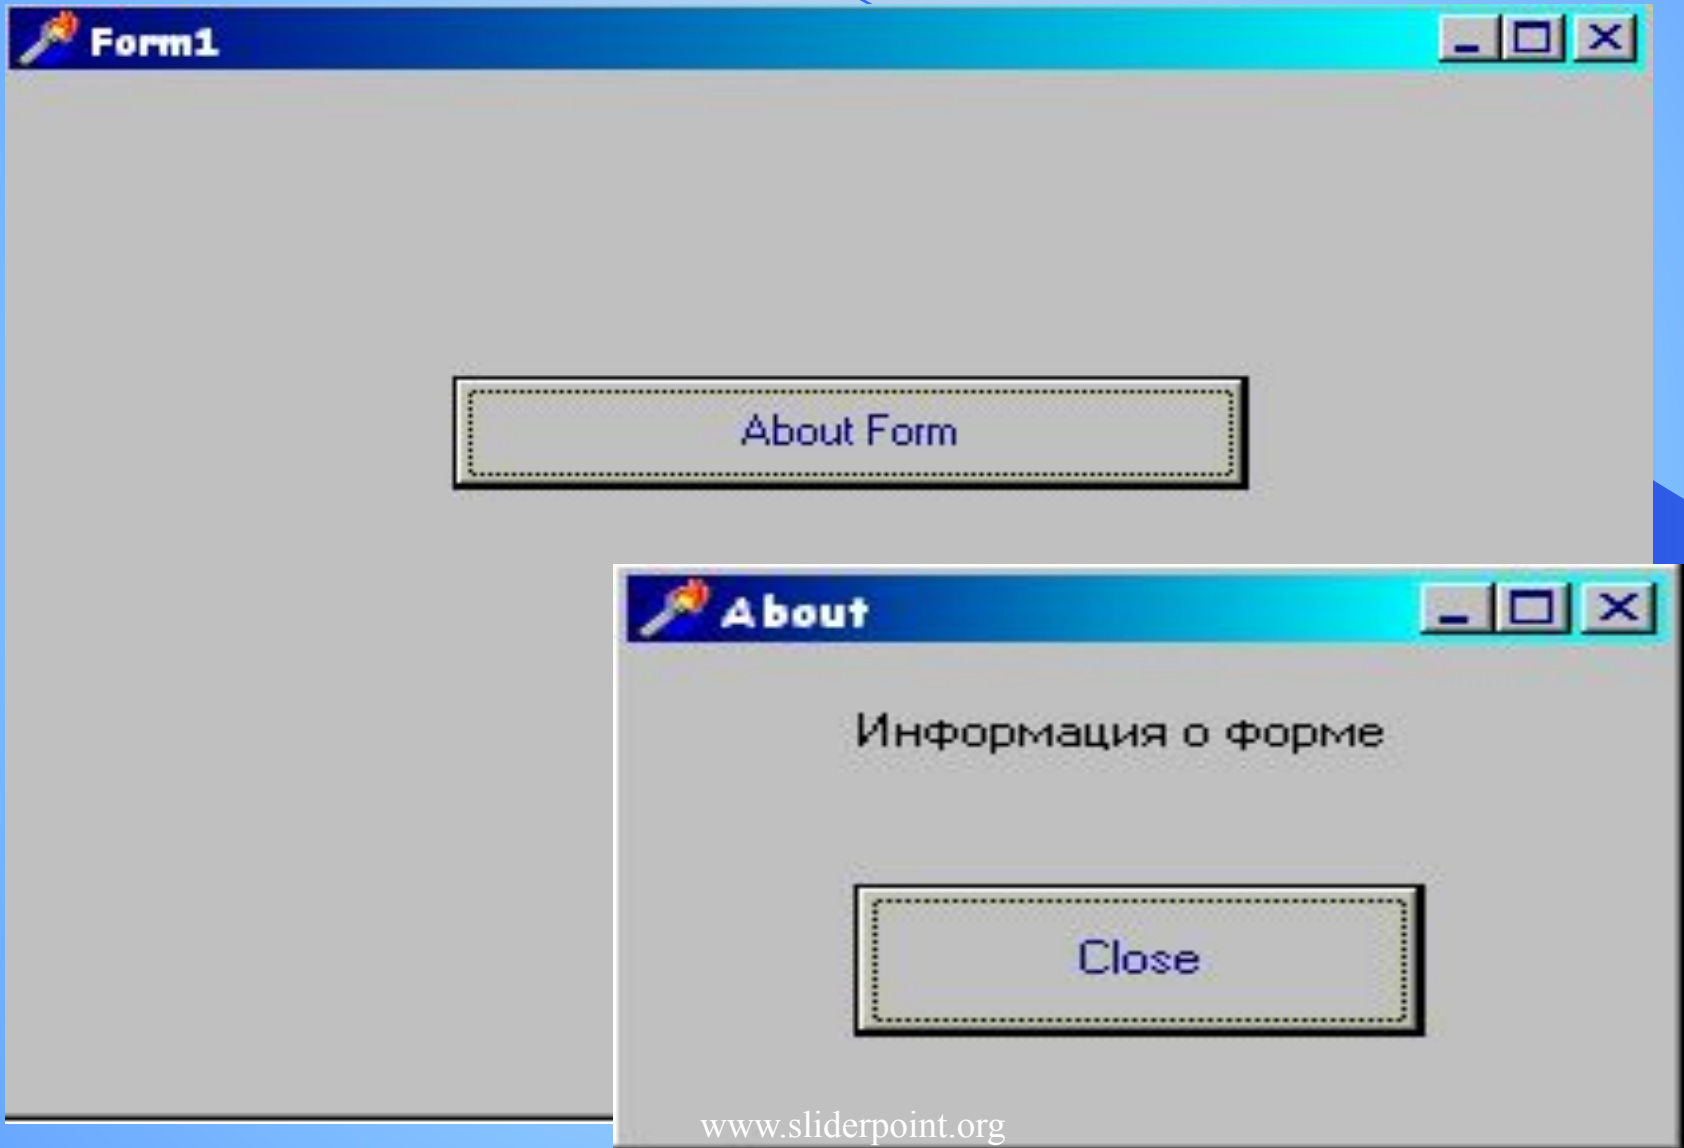 Form1
About Form
About
Информация о форме
Close
www.sliderpoint.org